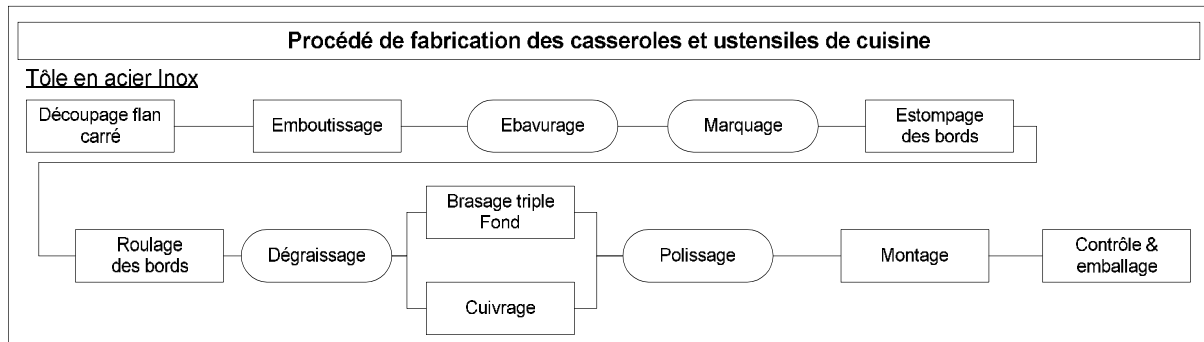 Procédé de fabrication des casseroles et ustensiles de cuisine
Tôle en acier Inox
Découpage flan
carré
Emboutissage
Ebavurage
Marquage
Estompage
des bords
Roulage
des bords
Dégraissage
Brasage triple
Fond
Cuivrage
Polissage
Montage
Contrôle &
emballage